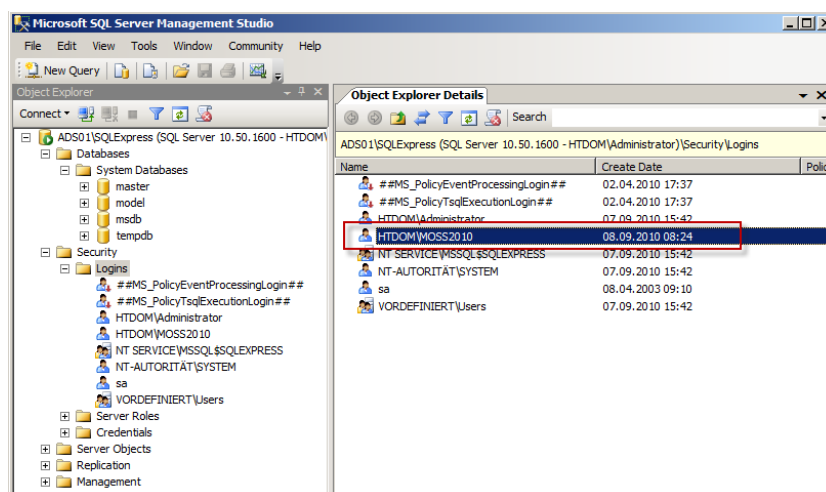 Microsoft SQL Server Management Studio
File Edit View Tools Window Community Help
New Query
Object Explorer
Connect
ADS01\SQLExpress (SQL Server 10.50.1600 - HTDOM\
Databases
System Databases
master
model
msdb
tempdb
Security
Logins
##MS_PolicyEventProcessingLogin##
##MS_PolicyTsqlExecutionLogin##
HTDOM\Administrator
HTDOM\MOSS2010
NT SERVICE\MSSQL$SQLEXPRESS
NT-AUTORITÄT\SYSTEM
sa
VORDEFINIERT\Users
Server Roles
Credentials
Server Objects
Replication
Management
Object Explorer Details
Search
ADS01\SQLExpress (SQL Server 10.50.1600 - HTDOM\Administrator)\Security\Logins
Name Create Date Polic
##MS_PolicyEventProcessingLogin## 02.04.2010 17:37
##MS_PolicyTsqlExecutionLogin## 02.04.2010 17:37
HTDOM\Administrator 07.09.2010 15:42
HTDOM\MOSS2010 08.09.2010 08:24
NT SERVICE\MSSQL$SQLEXPRESS 07.09.2010 15:42
NT-AUTORITÄT\SYSTEM 07.09.2010 15:42
sa 08.04.2003 09:10
VORDEFINIERT\Users 07.09.2010 15:42